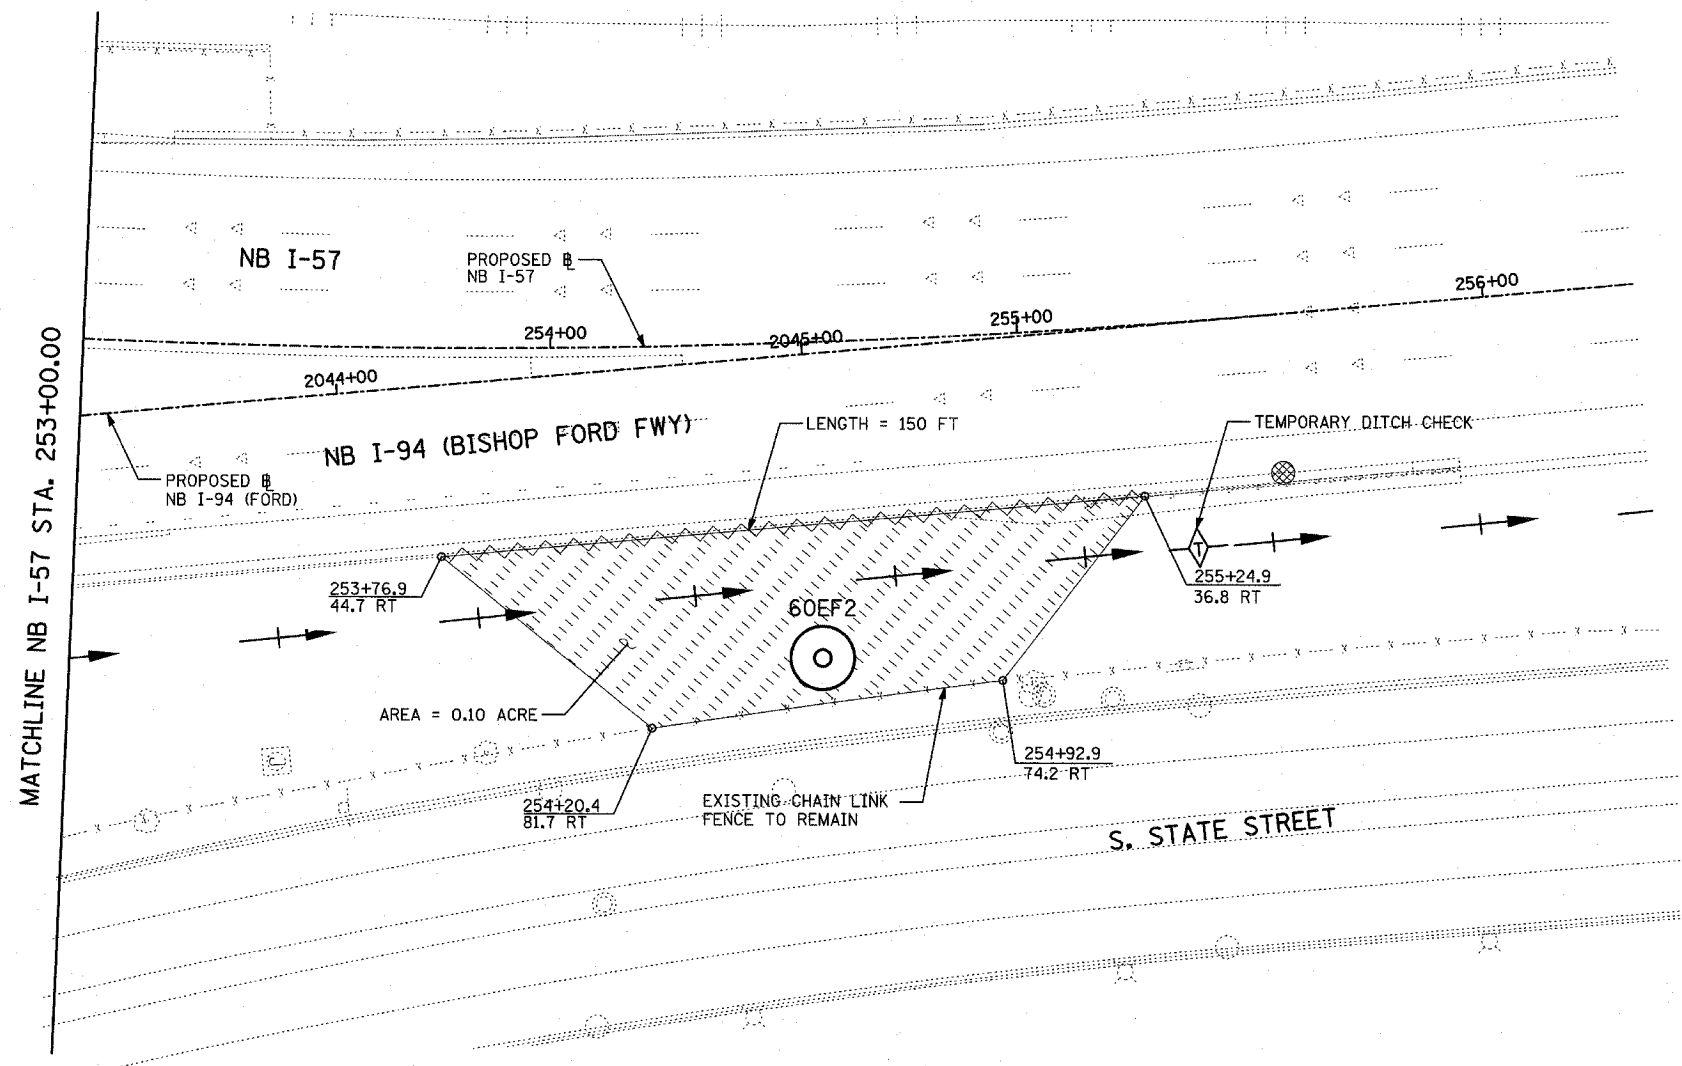 MATCHLINE NB I-57 STA. 253+00.00
NB I-57
PROPOSED ℄
NB I-57
254+00
2045+00
255+00
256+00
2044+00
NB I-94 (BISHOP FORD FWY)
LENGTH = 150 FT
TEMPORARY DITCH CHECK
PROPOSED ℄
NB I-94 (FORD)
T
253+76.9
44.7 RT
255+24.9
36.8 RT
60EF2
AREA = 0.10 ACRE
254+92.9
74.2 RT
254+20.4
81.7 RT
EXISTING CHAIN LINK
FENCE TO REMAIN
S. STATE STREET